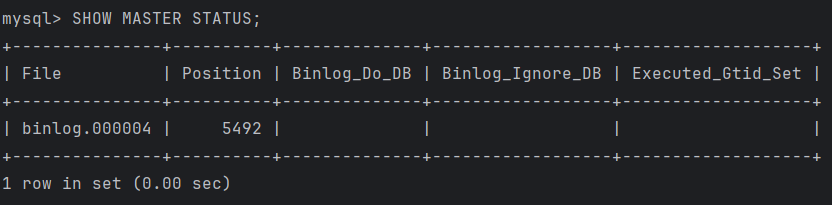 mysql> SHOW MASTER STATUS;
+---------------+----------+--------------+------------------+-------------------+
| File          | Position | Binlog_Do_DB | Binlog_Ignore_DB | Executed_Gtid_Set |
+---------------+----------+--------------+------------------+-------------------+
| binlog.000004 |     5492 |              |                  |                   |
+---------------+----------+--------------+------------------+-------------------+
1 row in set (0.00 sec)